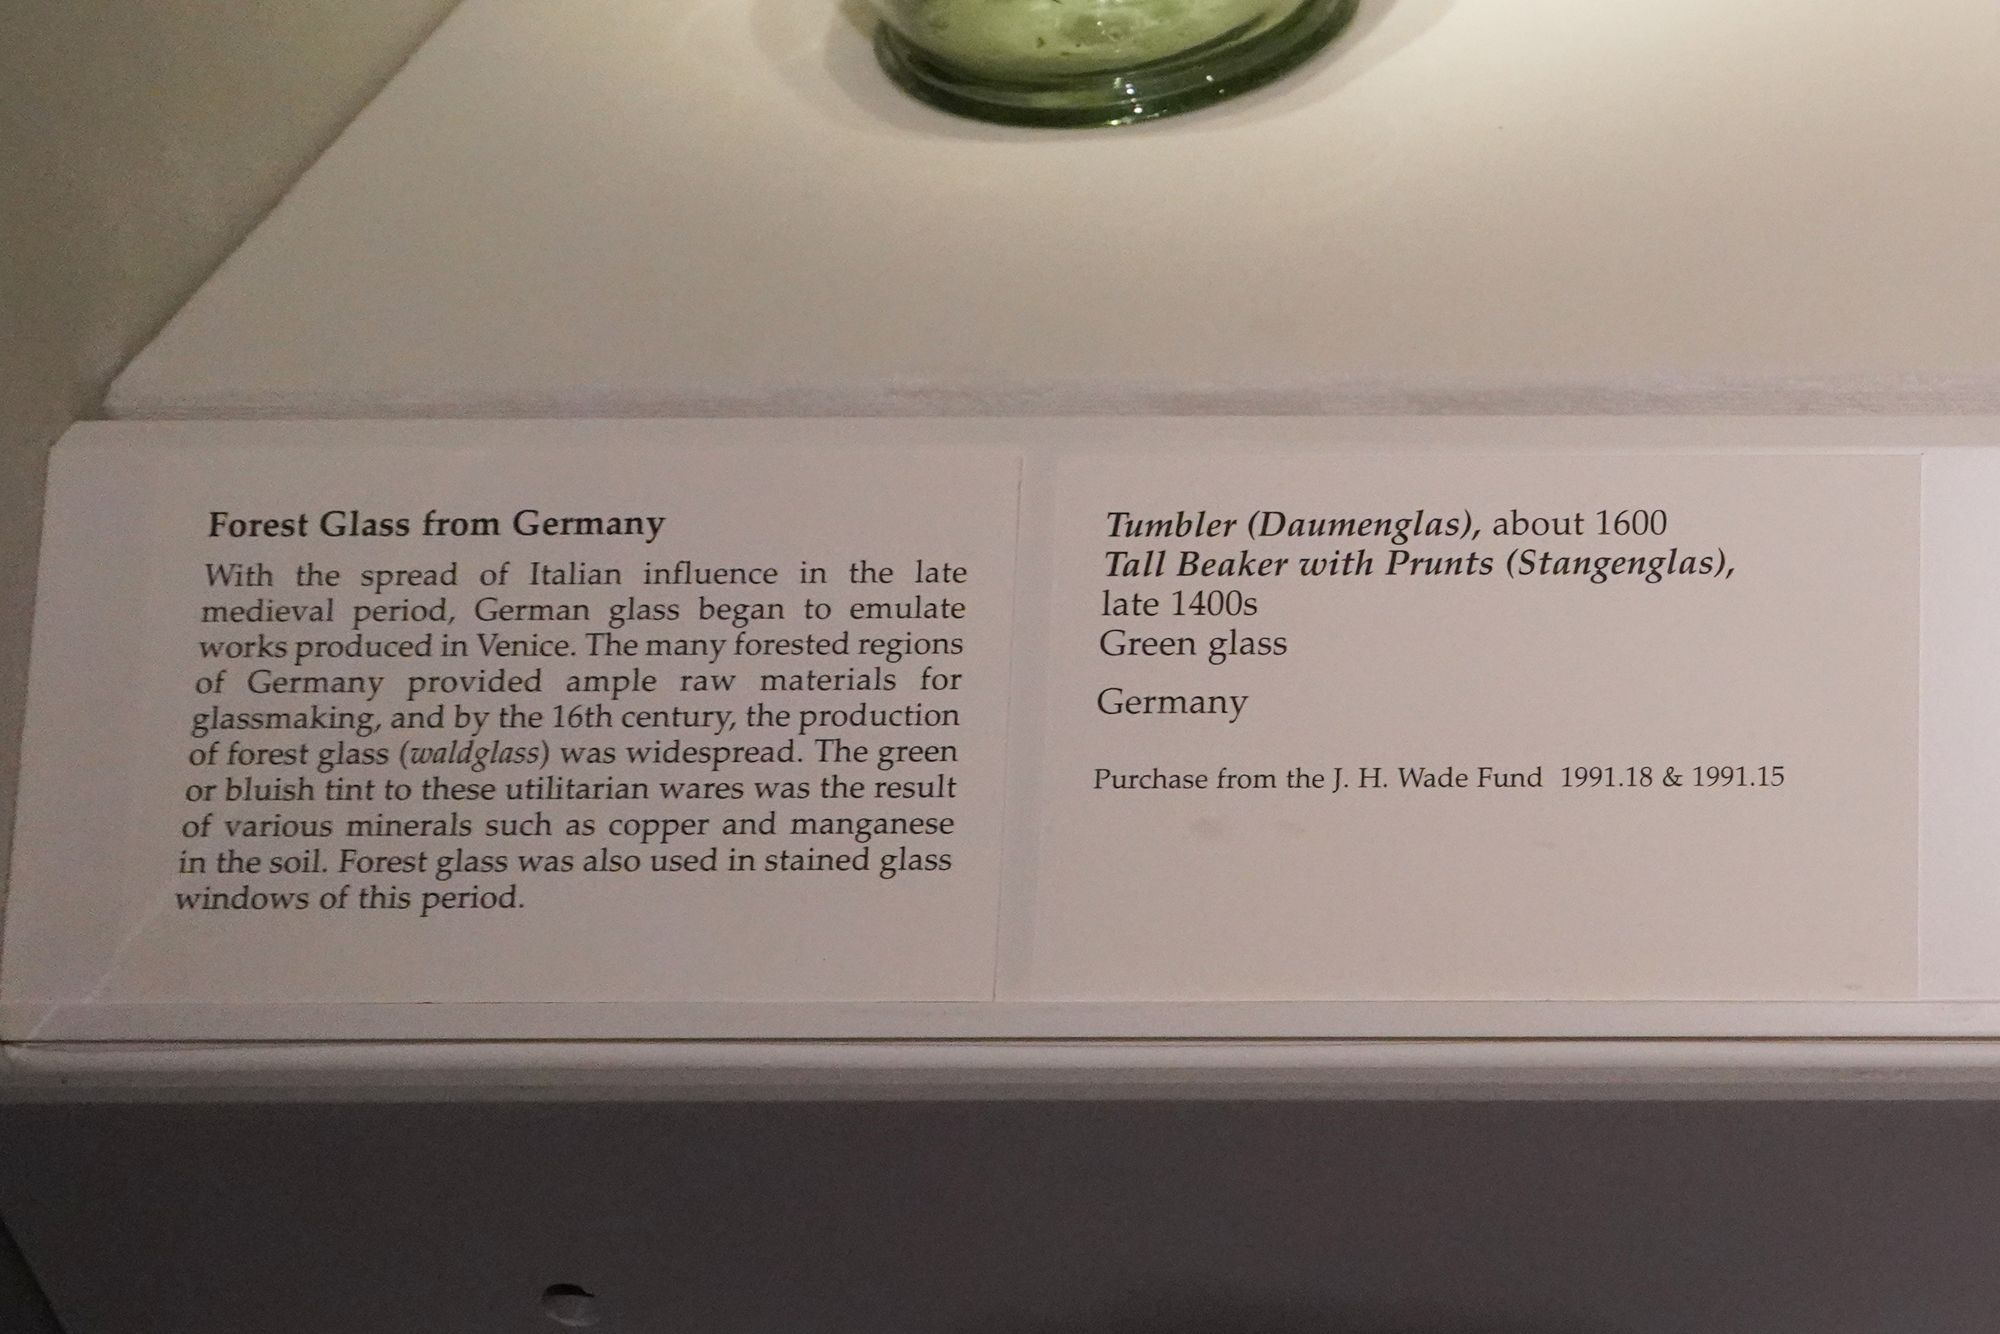 Forest Glass from Germany
With the spread of Italian influence in the late
medieval period, German glass began to emulate
works produced in Venice. The many forested regions
of Germany provided ample raw materials for
glassmaking, and by the 16th century, the production
of forest glass (waldglass) was widespread. The green
or bluish tint to these utilitarian wares was the result
of various minerals such as copper and manganese
in the soil. Forest glass was also used in stained glass
windows of this period.
Tumbler (Daumenglas), about 1600
Tall Beaker with Prunts (Stangenglas),
late 1400s
Green glass
Germany
Purchase from the J. H. Wade Fund 1991.18 & 1991.15